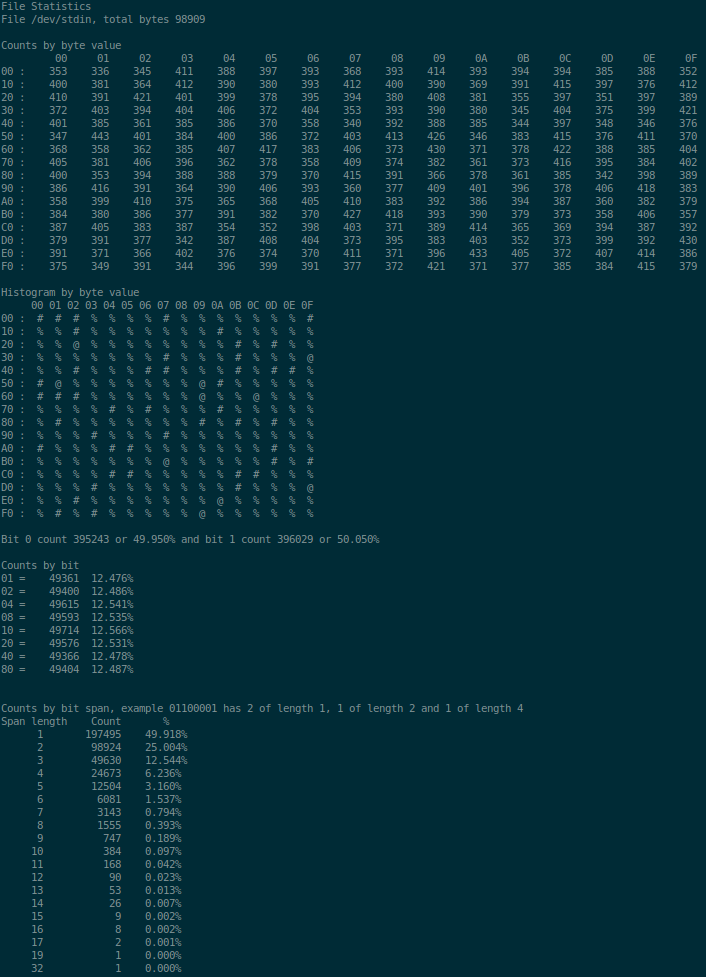 File Statistics
File /dev/stdin, total bytes 98909
Counts by byte value
00 01 02 03 04 05 06 07 08 09 0A 0B 0C 0D 0E 0F
00 : 353 336 345 411 388 397 393 368 393 414 393 394 394 385 388 352
10 : 400 381 364 412 390 380 393 412 400 390 369 391 415 397 376 412
20 : 410 391 421 401 399 378 395 394 380 408 381 355 397 351 397 389
30 : 372 403 394 404 406 372 404 353 393 390 380 345 404 375 399 421
40 : 401 385 361 385 386 370 358 340 392 388 385 344 397 348 346 376
50 : 347 443 401 384 400 386 372 403 413 426 346 383 415 376 411 370
60 : 368 358 362 385 407 417 383 406 373 430 371 378 422 388 385 404
70 : 405 381 406 396 362 378 358 409 374 382 361 373 416 395 384 402
80 : 400 353 394 388 388 379 370 415 391 366 378 361 385 342 398 389
90 : 386 416 391 364 390 406 393 360 377 409 401 396 378 406 418 383
A0 : 358 399 410 375 365 368 405 410 383 392 386 394 387 360 382 379
B0 : 384 380 386 377 391 382 370 427 418 393 390 379 373 358 406 357
C0 : 387 405 383 387 354 352 398 403 371 389 414 365 369 394 387 392
D0 : 379 391 377 342 387 408 404 373 395 383 403 352 373 399 392 430
E0 : 391 371 366 402 376 374 370 411 371 396 433 405 372 407 414 386
F0 : 375 349 391 344 396 399 391 377 372 421 371 377 385 384 415 379
Histogram by byte value
00 01 02 03 04 05 06 07 08 09 0A 0B 0C 0D 0E 0F
00 : # # # % % % % # % % % % % % % #
10 : % % # % % % % % % % # % % % % %
20 : % % @ % % % % % % % % # % # % %
30 : % % % % % % % # % % % # % % % @
40 : % % # % % % # # % % % # % # # %
50 : # @ % % % % % % % @ # % % % % %
60 : # # # % % % % % % @ % % @ % % %
70 : % % % % # % # % % % # % % % % %
80 : % # % % % % % % % # % # % # % %
90 : % % % # % % % # % % % % % % % %
A0 : # % % % # # % % % % % % % # % %
B0 : % % % % % % % @ % % % % % # % #
C0 : % % % % # # % % % % % # # % % %
D0 : % % % # % % % % % % % # % % % @
E0 : % % # % % % % % % % @ % % % % %
F0 : % # % # % % % % % @ % % % % % %
Bit 0 count 395243 or 49.950% and bit 1 count 396029 or 50.050%
Counts by bit
01 = 49361 12.476%
02 = 49400 12.486%
04 = 49615 12.541%
08 = 49593 12.535%
10 = 49714 12.566%
20 = 49576 12.531%
40 = 49366 12.478%
80 = 49404 12.487%
Counts by bit span, example 01100001 has 2 of length 1, 1 of length 2 and 1 of length 4
Span length Count %
1 197495 49.918%
2 98924 25.004%
3 49630 12.544%
4 24673 6.236%
5 12504 3.160%
6 6081 1.537%
7 3143 0.794%
8 1555 0.393%
9 747 0.189%
10 384 0.097%
11 168 0.042%
12 90 0.023%
13 53 0.013%
14 26 0.007%
15 9 0.002%
16 8 0.002%
17 2 0.001%
19 1 0.000%
32 1 0.000%